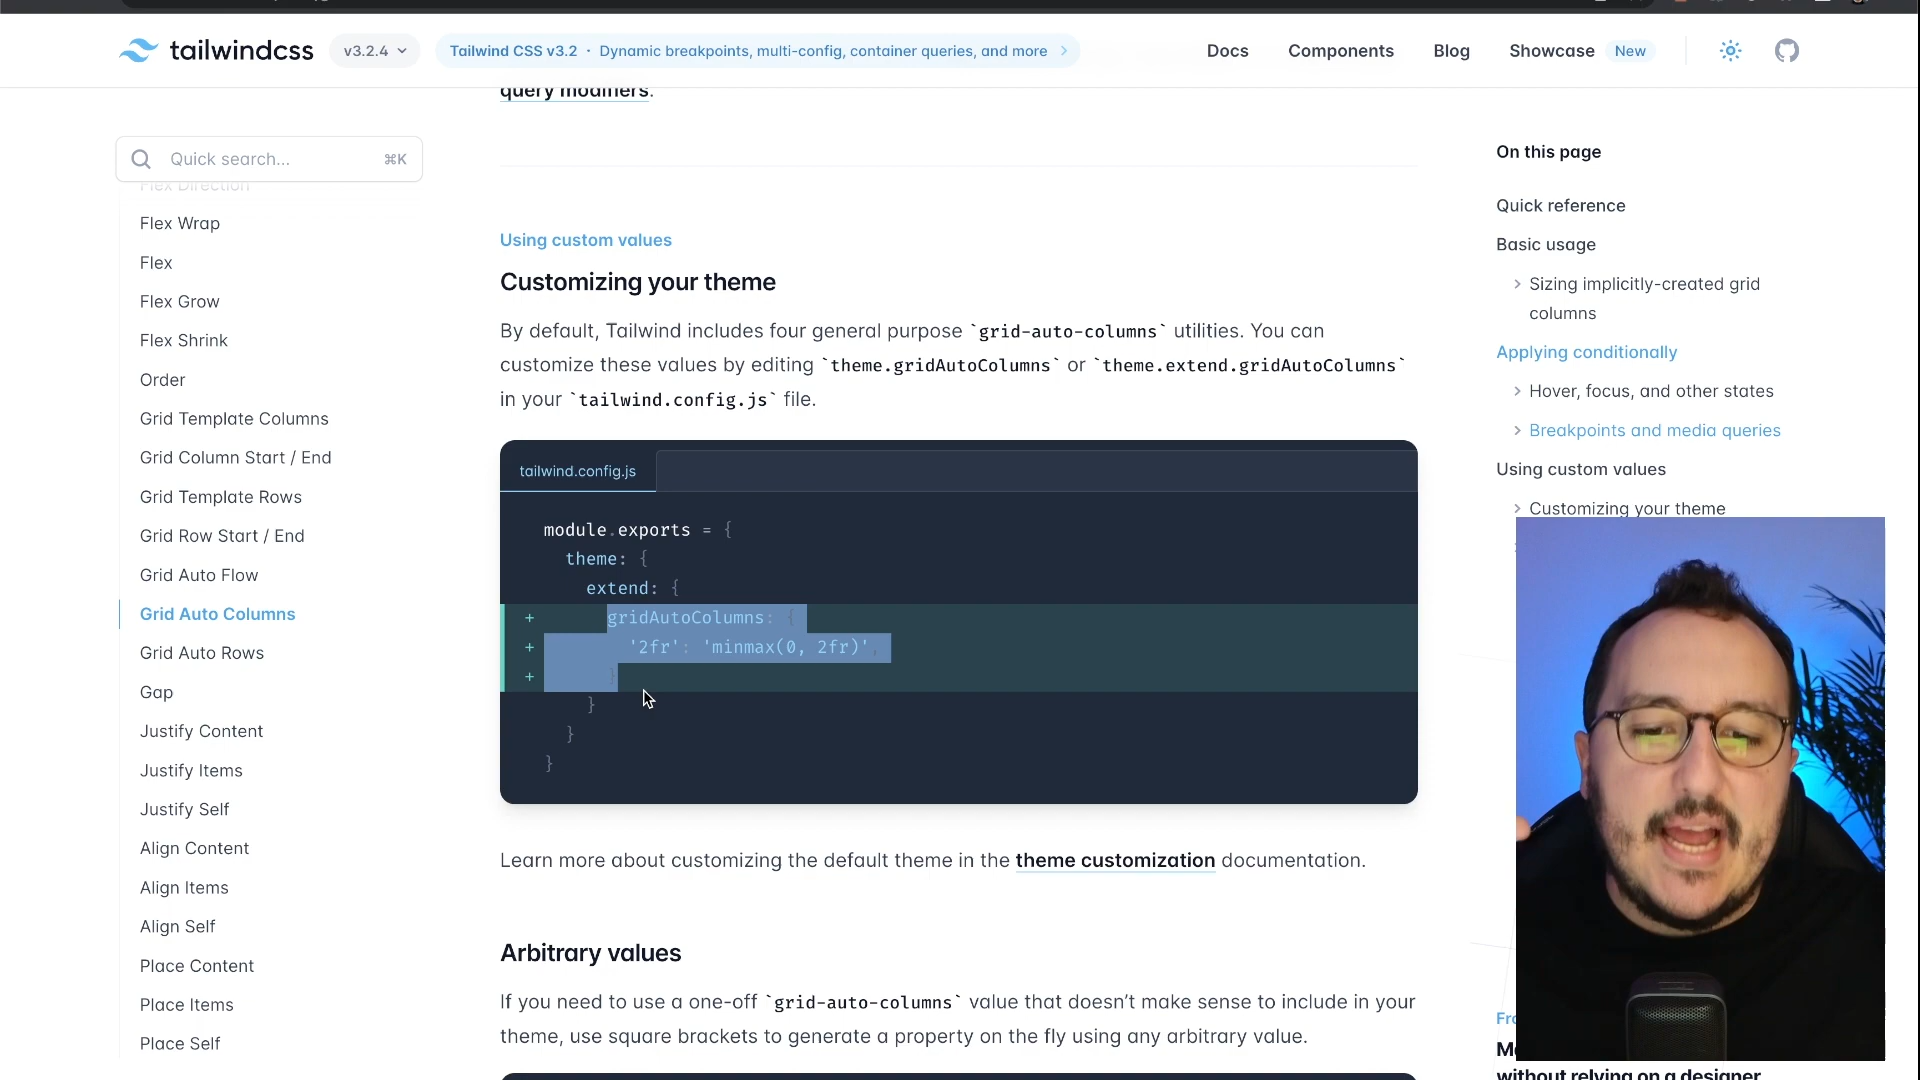 tailwindcss
v3.2.4
Tailwind CSS v3.2 · Dynamic breakpoints, multi-config, container queries, and more
Docs
Components
Blog
Showcase
New
Quick search...
⌘K
Flex Direction
Flex Wrap
Flex
Flex Grow
Flex Shrink
Order
Grid Template Columns
Grid Column Start / End
Grid Template Rows
Grid Row Start / End
Grid Auto Flow
Grid Auto Columns
Grid Auto Rows
Gap
Justify Content
Justify Items
Justify Self
Align Content
Align Items
Align Self
Place Content
Place Items
Place Self
query modifiers.
Using custom values
Customizing your theme
By default, Tailwind includes four general purpose `grid-auto-columns` utilities. You can
customize these values by editing `theme.gridAutoColumns` or `theme.extend.gridAutoColumns`
in your `tailwind.config.js` file.
tailwind.config.js
module.exports = {
theme: {
extend: {
+ gridAutoColumns: {
+ '2fr': 'minmax(0, 2fr)',
+ }
}
}
}
Learn more about customizing the default theme in the theme customization documentation.
Arbitrary values
If you need to use a one-off `grid-auto-columns` value that doesn’t make sense to include in your
theme, use square brackets to generate a property on the fly using any arbitrary value.
On this page
Quick reference
Basic usage
Sizing implicitly-created grid
columns
Applying conditionally
Hover, focus, and other states
Breakpoints and media queries
Using custom values
Customizing your theme
without relying on a designer